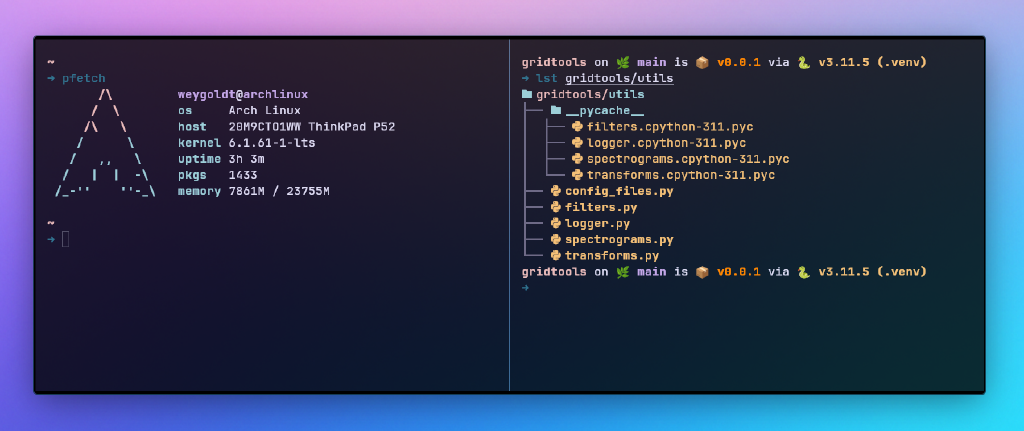 ~
➜ pfetch
/\ weygoldt@archlinux
/ \ os Arch Linux
/\ \ host 20M9CTO1WW ThinkPad P52
/ \ kernel 6.1.61-1-lts
/ ,, \ uptime 3h 3m
/ | | -\ pkgs 1433
/_-'' ''-_\ memory 7861M / 23755M
~
➜
gridtools on 🌿 main is 📦 v0.0.1 via 🐍 v3.11.5 (.venv)
➜ lst gridtools/utils
gridtools/utils
├── __pycache__
│   ├── filters.cpython-311.pyc
│   ├── logger.cpython-311.pyc
│   ├── spectrograms.cpython-311.pyc
│   └── transforms.cpython-311.pyc
├── config_files.py
├── filters.py
├── logger.py
├── spectrograms.py
└── transforms.py
gridtools on 🌿 main is 📦 v0.0.1 via 🐍 v3.11.5 (.venv)
➜